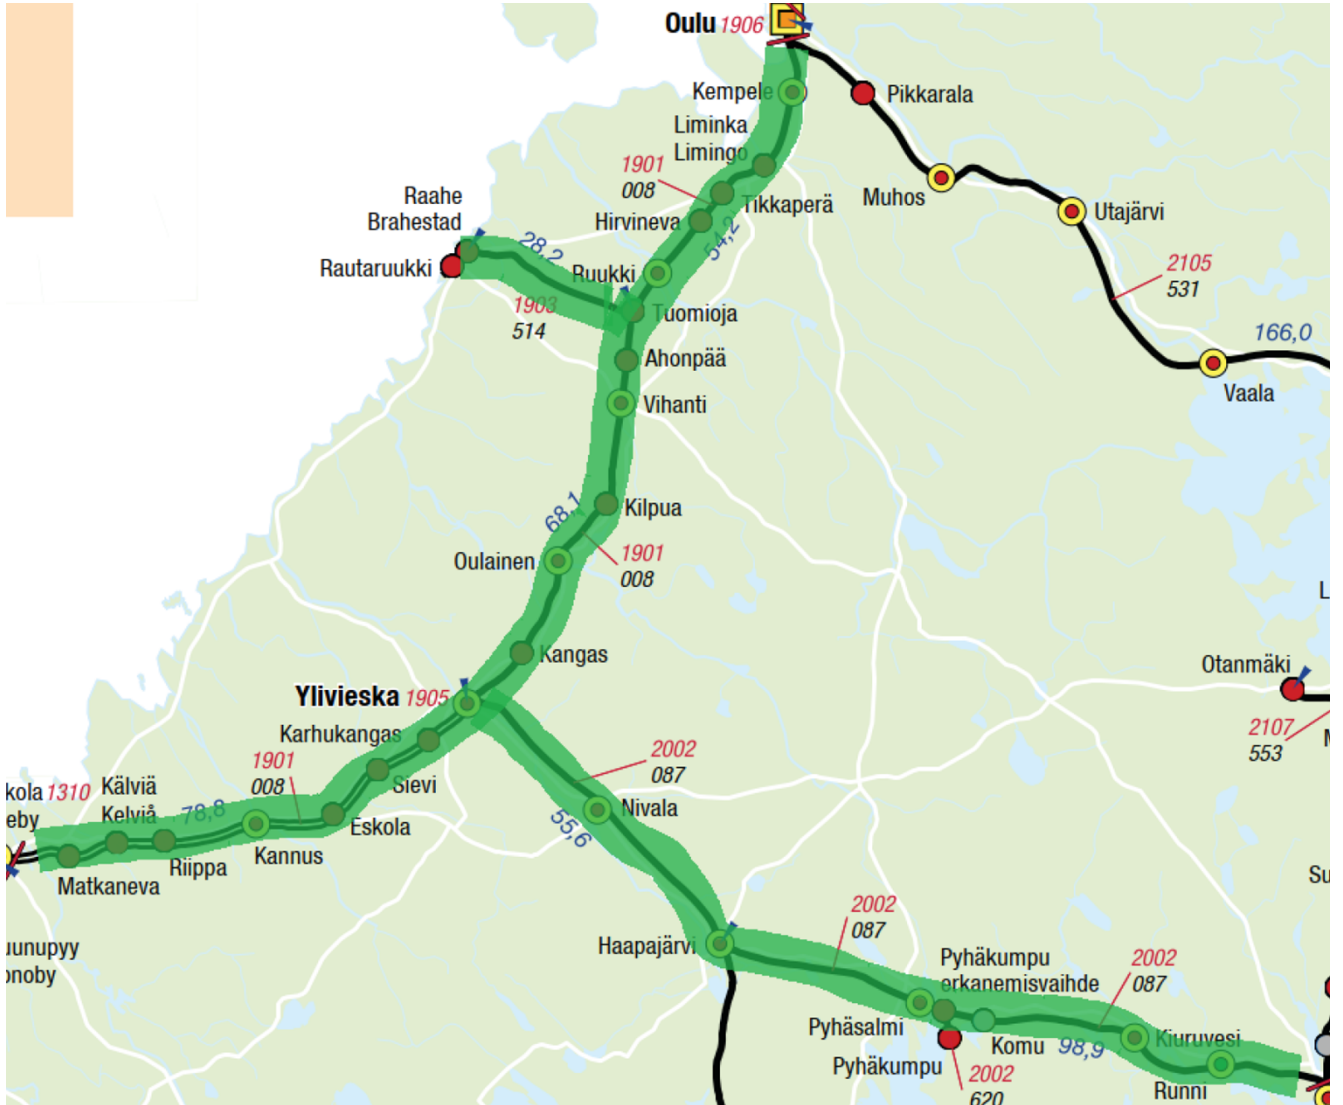 Oulu 1906
Kempele
Pikkarala
Liminka
Limingo
1901
008
Muhos
Tikkaperä
Utajärvi
Raahe
Brahestad
Hirvineva
54,2
28,2
Rautaruukki
Ruukki
2105
531
1903
514
Tuomioja
166,0
Ahonpää
Vaala
Vihanti
68,1
Kilpua
Oulainen
1901
008
L
Kangas
Otanmäki
Ylivieska 1905
Karhukangas
2107
553
M
1901
008
2002
087
kola 1310
eby
Kälviä
Kelviå
78,8
Sievi
Nivala
Eskola
55,6
Kannus
Riippa
Matkaneva
Su
2002
087
Haapajärvi
uunupyy
onoby
Pyhäkumpu
erkanemisvaihde
2002
087
Pyhäsalmi
Komu
98,9
Kiuruvesi
Pyhäkumpu
2002
620
Runni